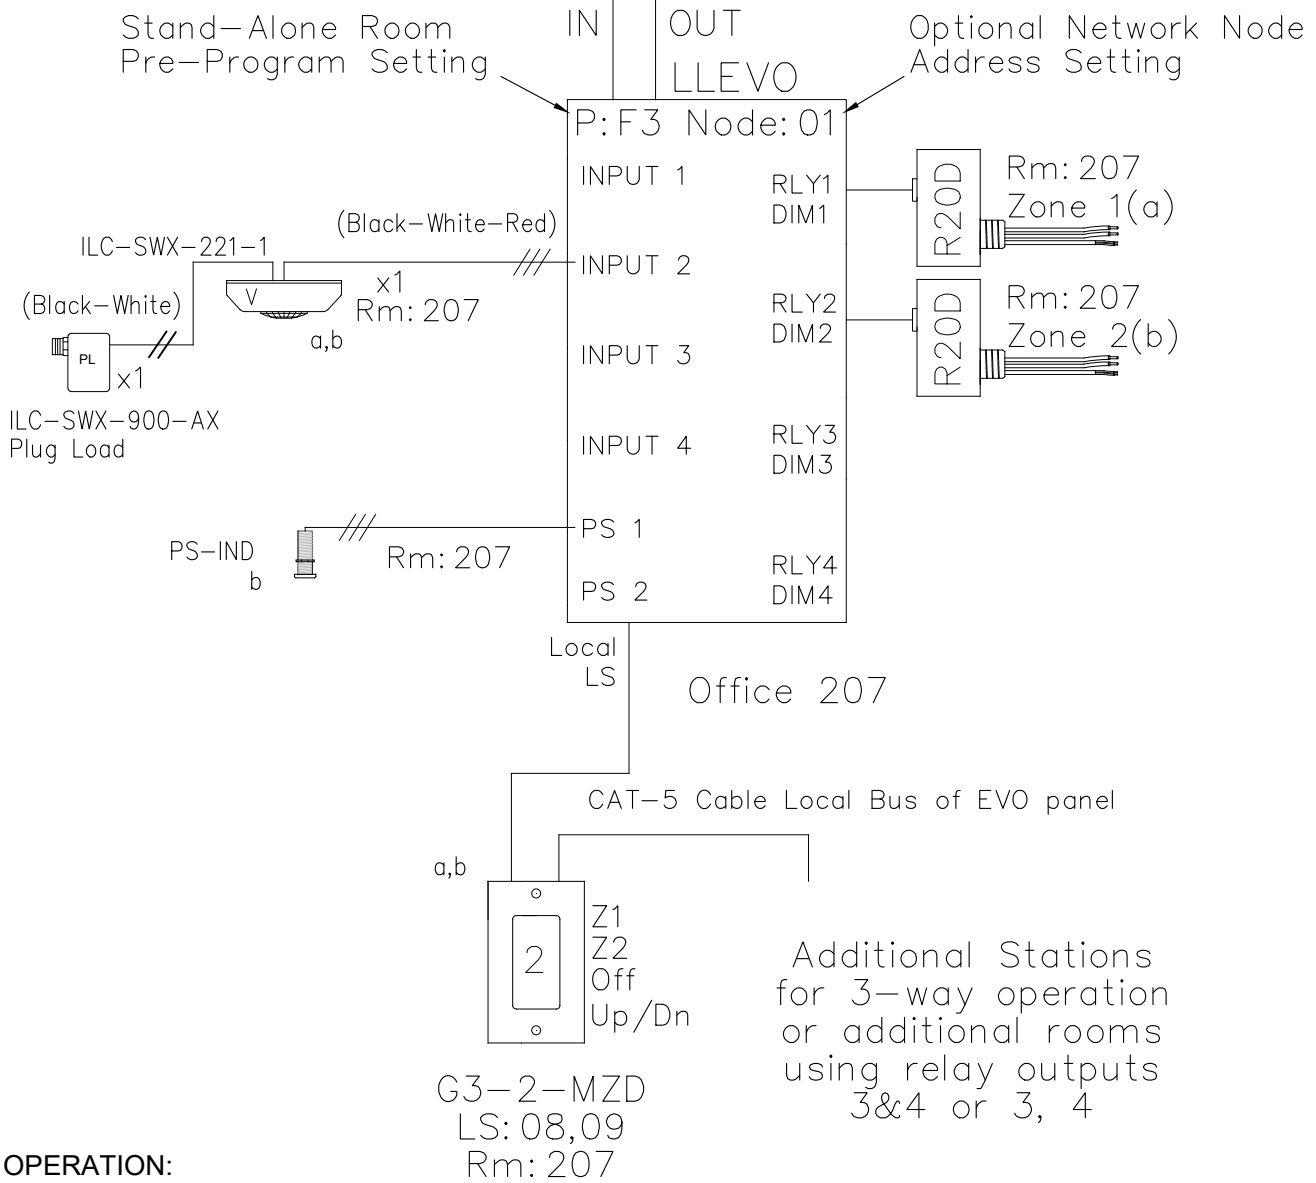 Stand-Alone Room
Pre-Program Setting
IN
OUT
LLEVO
Optional Network Node
Address Setting
P: F3 Node: 01
INPUT 1
INPUT 2
INPUT 3
INPUT 4
PS 1
PS 2
RLY1
DIM1
RLY2
DIM2
RLY3
DIM3
RLY4
DIM4
R20D
Rm: 207
Zone 1(a)
R20D
Rm: 207
Zone 2(b)
(Black-White-Red)
ILC-SWX-221-1
V
x1
Rm: 207
a,b
(Black-White)
PL
x1
ILC-SWX-900-AX
Plug Load
PS-IND
b
Rm: 207
Local
LS
Office 207
CAT-5 Cable Local Bus of EVO panel
a,b
2
Z1
Z2
Off
Up/Dn
G3-2-MZD
LS: 08,09
Rm: 207
Additional Stations
for 3-way operation
or additional rooms
using relay outputs
3&4 or 3, 4
OPERATION: